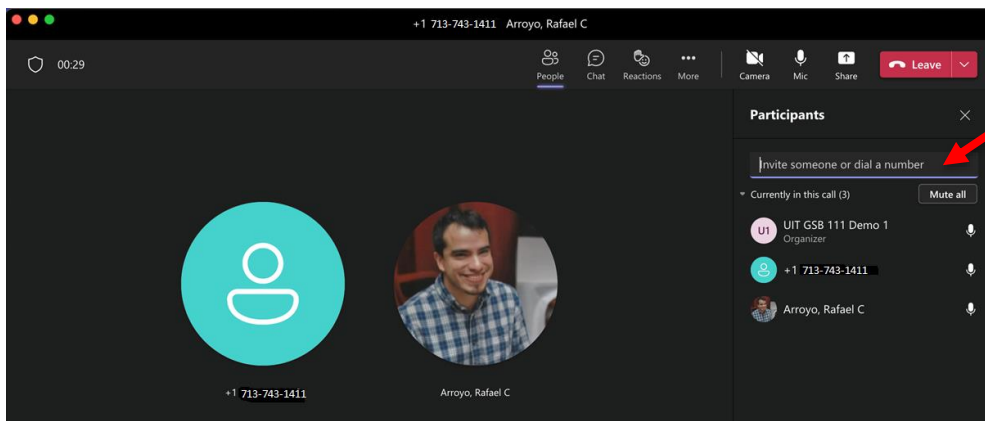 +1 713-743-1411 Arroyo, Rafael C
00:29
People Chat Reactions More Camera Mic Share Leave
Participants
Invite someone or dial a number
Currently in this call (3) Mute all
U1 UIT GSB 111 Demo 1
Organizer
+1 713-743-1411
Arroyo, Rafael C
+1 713-743-1411 Arroyo, Rafael C